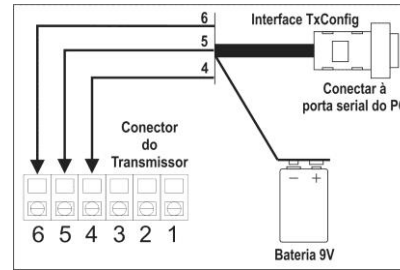 6
Interface TxConfig
5
4
Conectar à
porta serial do PC
Conector
do
Transmissor
6 5 4 3 2 1
– +
Bateria 9V